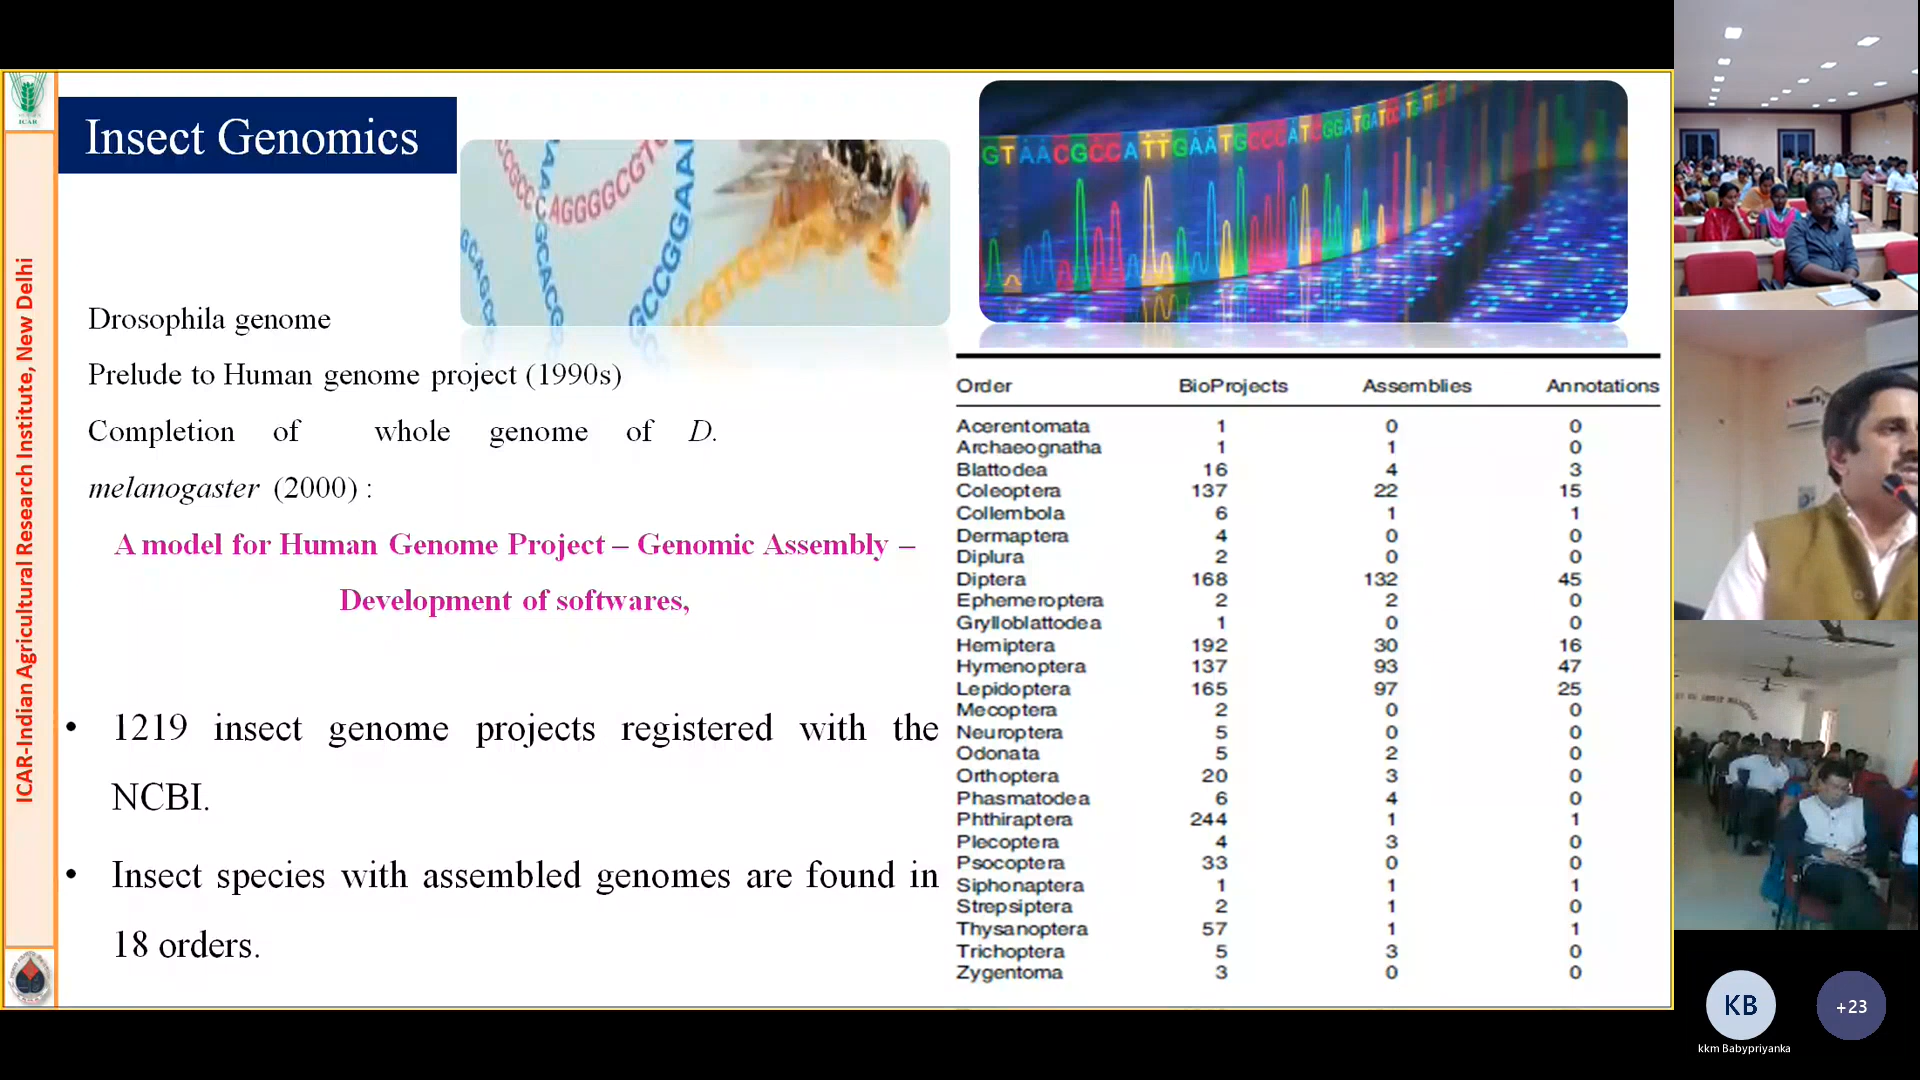 ICAR
ICAR-Indian Agricultural Research Institute, New Delhi
Insect Genomics
GTAACGCCATTGAATGCCCATCGGATGATC
Drosophila genome
Prelude to Human genome project (1990s)
Completion of whole genome of D.
melanogaster (2000) :
A model for Human Genome Project – Genomic Assembly –
Development of softwares,
• 1219 insect genome projects registered with the
NCBI.
• Insect species with assembled genomes are found in
18 orders.
Order BioProjects Assemblies Annotations
Acerentomata 1 0 0
Archaeognatha 1 1 0
Blattodea 16 4 3
Coleoptera 137 22 15
Collembola 6 1 1
Dermaptera 4 0 0
Diplura 2 0 0
Diptera 168 132 45
Ephemeroptera 2 2 0
Grylloblattodea 1 0 0
Hemiptera 192 30 16
Hymenoptera 137 93 47
Lepidoptera 165 97 25
Mecoptera 2 0 0
Neuroptera 5 0 0
Odonata 5 2 0
Orthoptera 20 3 0
Phasmatodea 6 4 0
Phthiraptera 244 1 1
Plecoptera 4 3 0
Psocoptera 33 0 0
Siphonaptera 1 1 1
Strepsiptera 2 1 0
Thysanoptera 57 1 1
Trichoptera 5 3 0
Zygentoma 3 0 0
KB
+23
kkm Babypriyanka